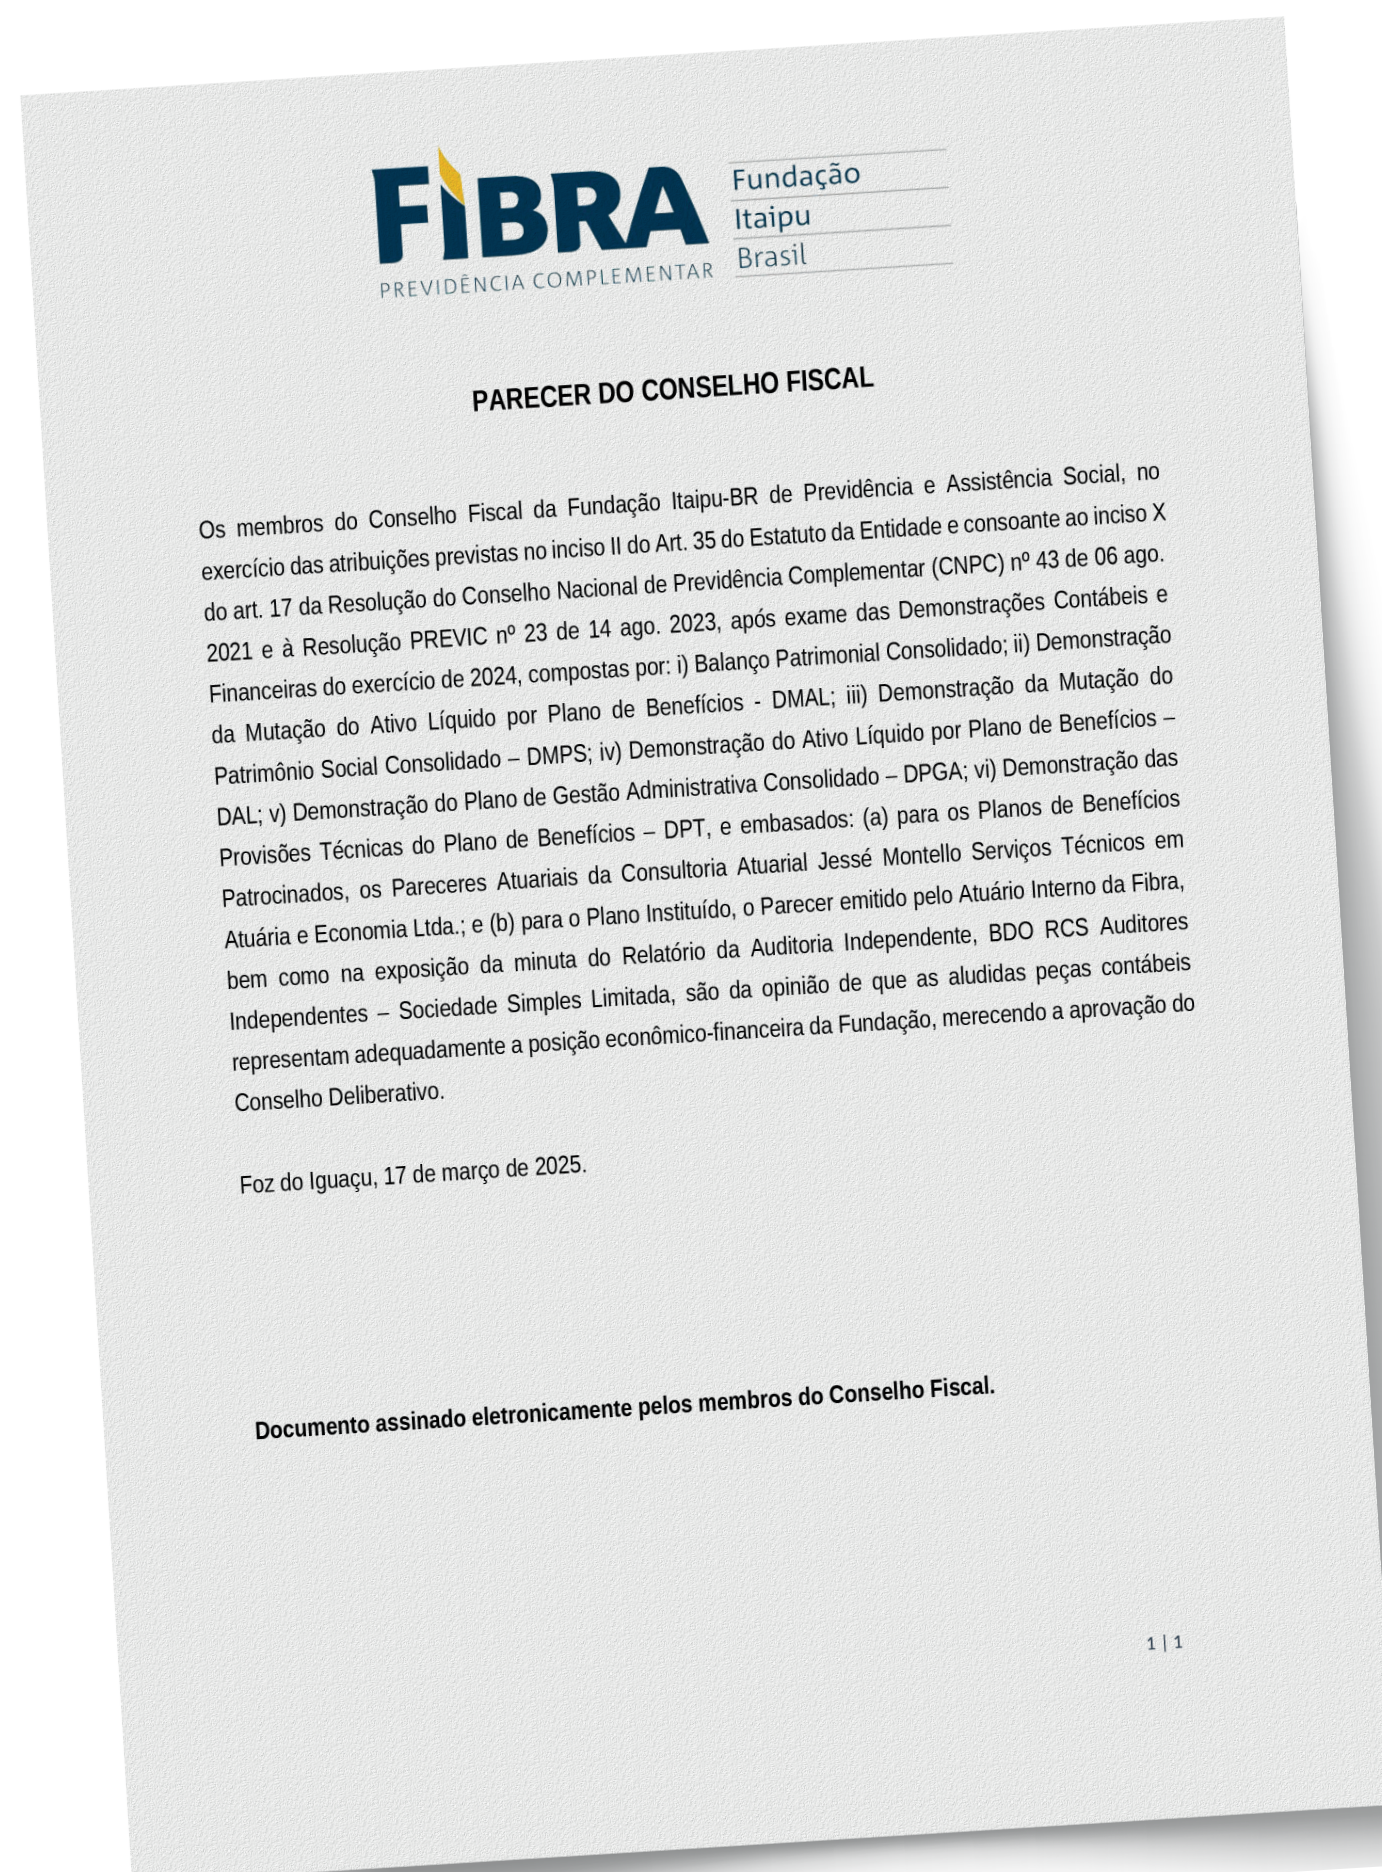 FIBRA
PREVIDÊNCIA COMPLEMENTAR
Fundação
Itaipu
Brasil
PARECER DO CONSELHO FISCAL
Os membros do Conselho Fiscal da Fundação Itaipu-BR de Previdência e Assistência Social, no
exercício das atribuições previstas no inciso II do Art. 35 do Estatuto da Entidade e consoante ao inciso X
do art. 17 da Resolução do Conselho Nacional de Previdência Complementar (CNPC) nº 43 de 06 ago.
2021 e à Resolução PREVIC nº 23 de 14 ago. 2023, após exame das Demonstrações Contábeis e
Financeiras do exercício de 2024, compostas por: i) Balanço Patrimonial Consolidado; ii) Demonstração
da Mutação do Ativo Líquido por Plano de Benefícios - DMAL; iii) Demonstração da Mutação do
Patrimônio Social Consolidado – DMPS; iv) Demonstração do Ativo Líquido por Plano de Benefícios –
DAL; v) Demonstração do Plano de Gestão Administrativa Consolidado – DPGA; vi) Demonstração das
Provisões Técnicas do Plano de Benefícios – DPT, e embasados: (a) para os Planos de Benefícios
Patrocinados, os Pareceres Atuariais da Consultoria Atuarial Jessé Montello Serviços Técnicos em
Atuária e Economia Ltda.; e (b) para o Plano Instituído, o Parecer emitido pelo Atuário Interno da Fibra,
bem como na exposição da minuta do Relatório da Auditoria Independente, BDO RCS Auditores
Independentes – Sociedade Simples Limitada, são da opinião de que as aludidas peças contábeis
representam adequadamente a posição econômico-financeira da Fundação, merecendo a aprovação do
Conselho Deliberativo.
Foz do Iguaçu, 17 de março de 2025.
Documento assinado eletronicamente pelos membros do Conselho Fiscal.
1 | 1